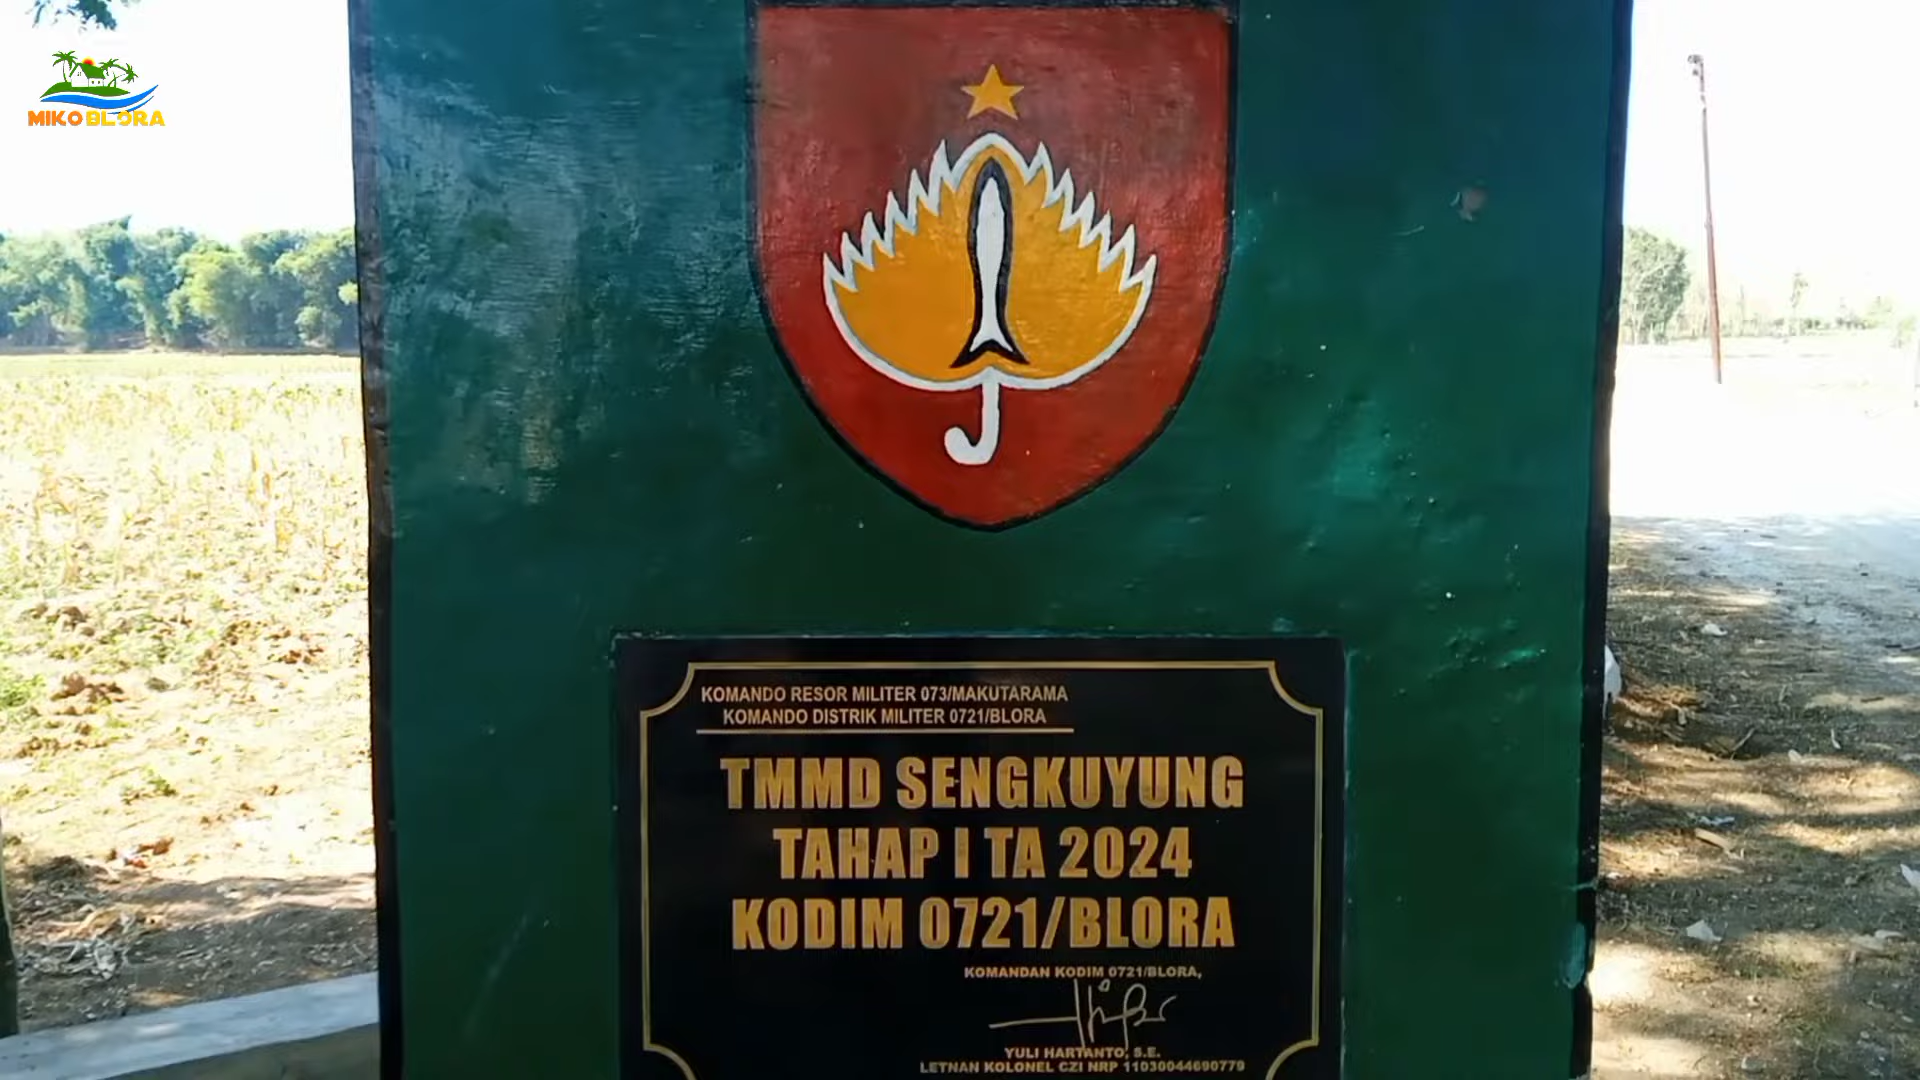 MIKO BLORA
KOMANDO RESOR MILITER 073/MAKUTARAMA
KOMANDO DISTRIK MILITER 0721/BLORA
TMMD SENGKUYUNG
TAHAP I TA 2024
KODIM 0721/BLORA
KOMANDAN KODIM 0721/BLORA,
YULI HARTANTO, S.E.
LETNAN KOLONEL CZI NRP 11030044690779